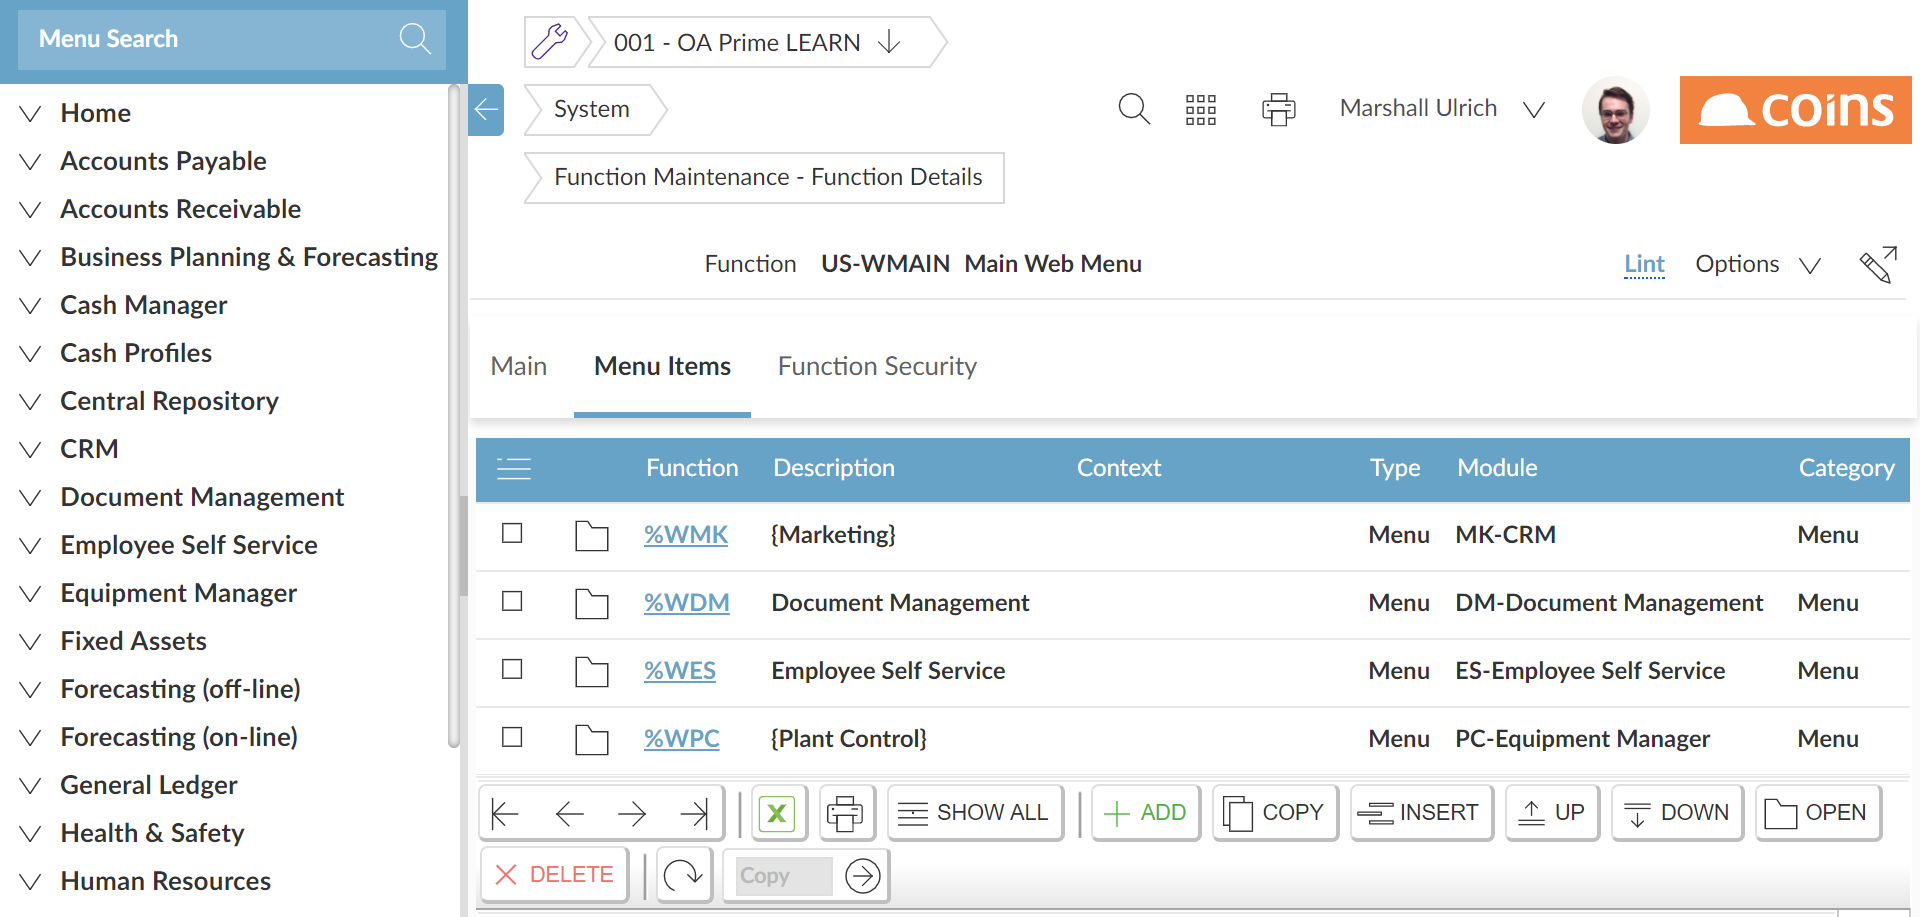 Menu Search
Home
Accounts Payable
Accounts Receivable
Business Planning & Forecasting
Cash Manager
Cash Profiles
Central Repository
CRM
Document Management
Employee Self Service
Equipment Manager
Fixed Assets
Forecasting (off-line)
Forecasting (on-line)
General Ledger
Health & Safety
Human Resources
001 - OA Prime LEARN
System
Function Maintenance - Function Details
Marshall Ulrich
coins
Function US-WMAIN Main Web Menu
Lint Options
Main Menu Items Function Security
Function Description Context Type Module Category
%WMK {Marketing} Menu MK-CRM Menu
%WDM Document Management Menu DM-Document Management Menu
%WES Employee Self Service Menu ES-Employee Self Service Menu
%WPC {Plant Control} Menu PC-Equipment Manager Menu
SHOW ALL ADD COPY INSERT UP DOWN OPEN
DELETE Copy